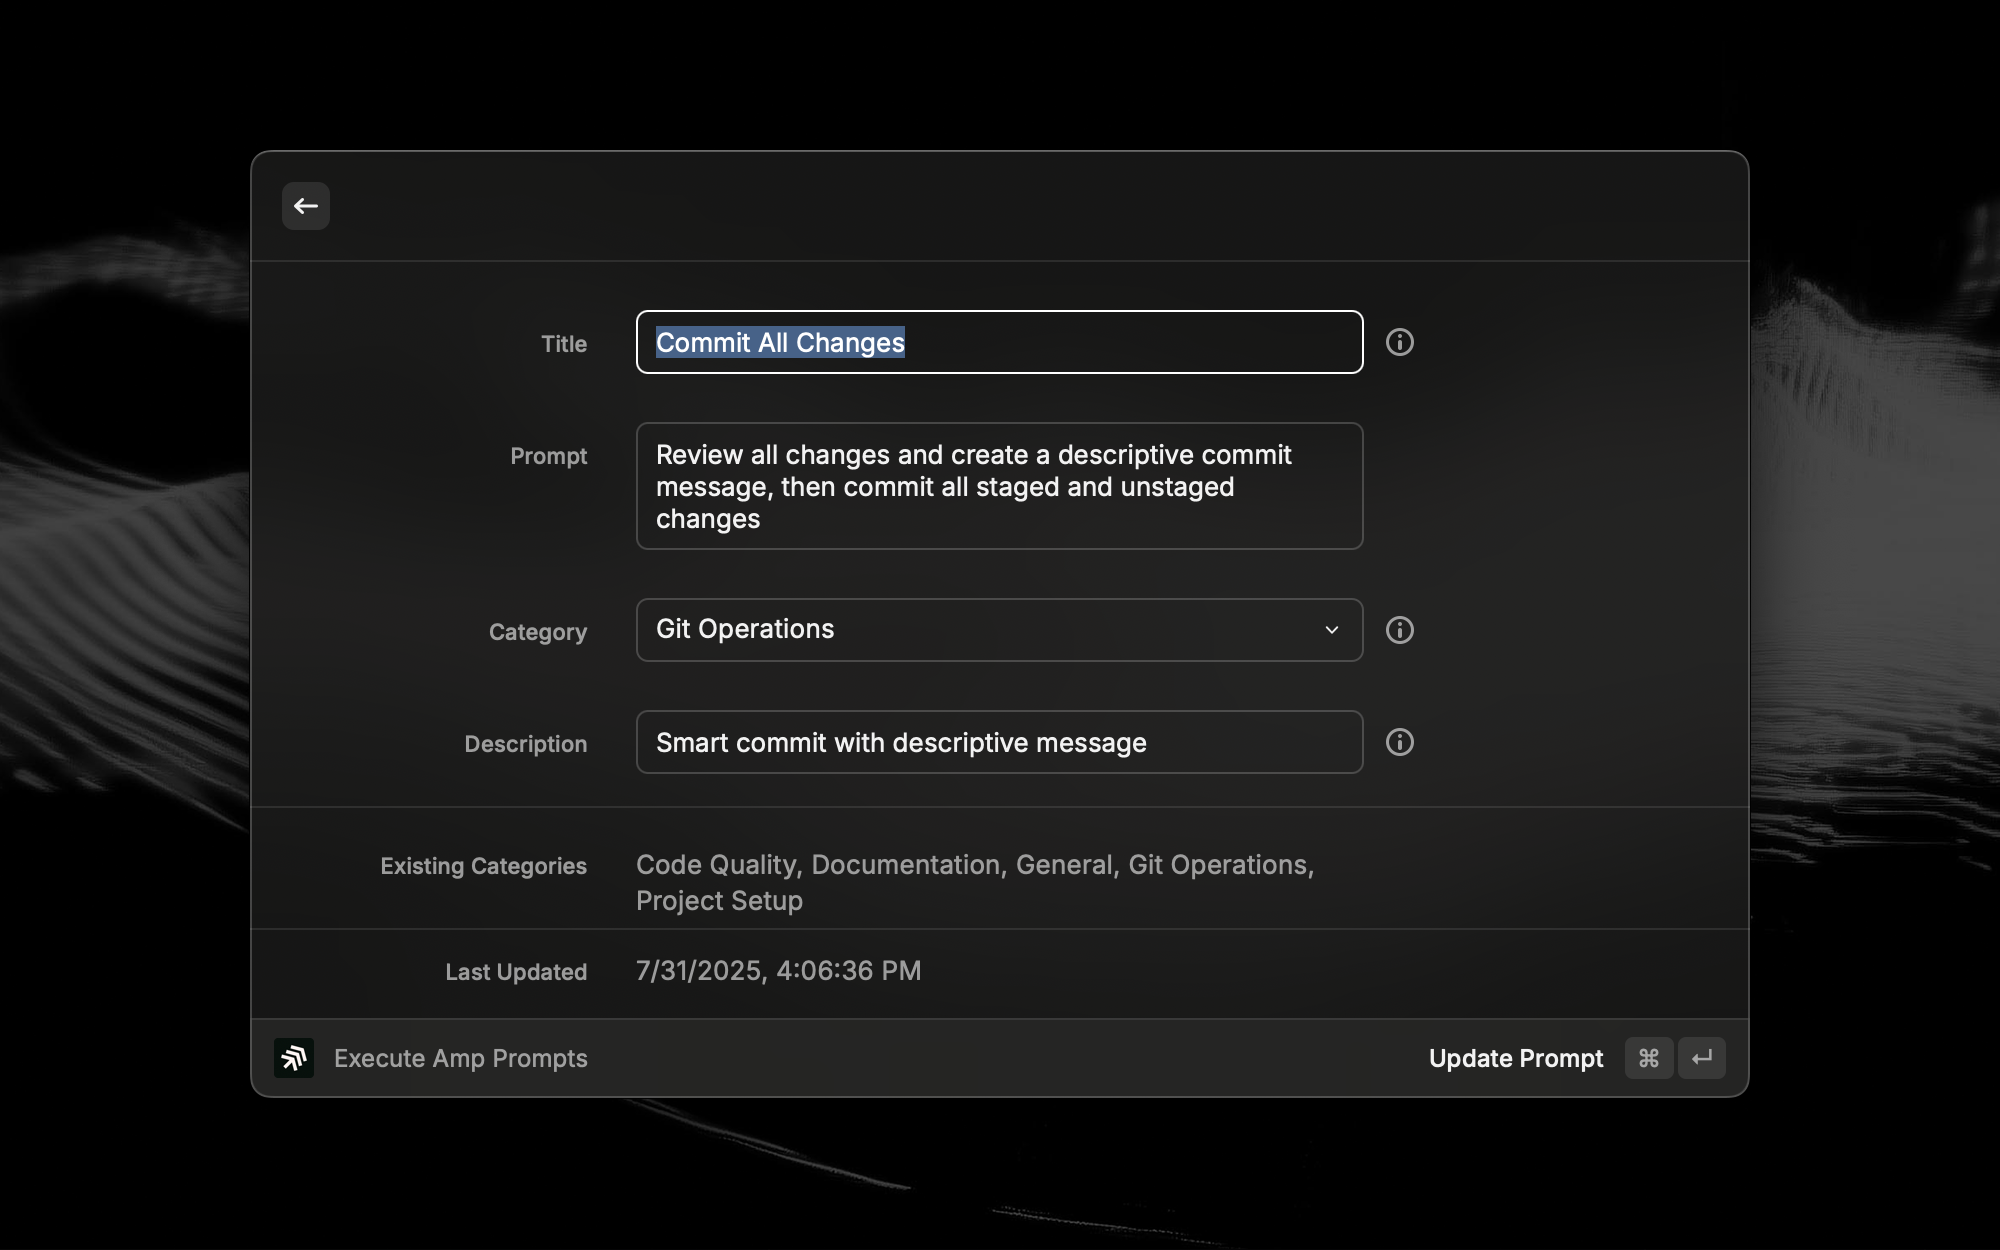 Title
Commit All Changes
Prompt
Review all changes and create a descriptive commit
message, then commit all staged and unstaged
changes
Category
Git Operations
Description
Smart commit with descriptive message
Existing Categories
Code Quality, Documentation, General, Git Operations,
Project Setup
Last Updated
7/31/2025, 4:06:36 PM
Execute Amp Prompts
Update Prompt ⌘ ↵